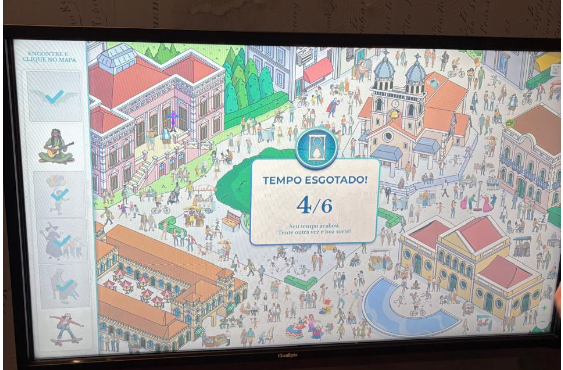 ENCONTRE E
CLIQUE NO MAPA
TEMPO ESGOTADO!
4/6
Seu tempo acabou.
Tente outra vez e boa sorte!